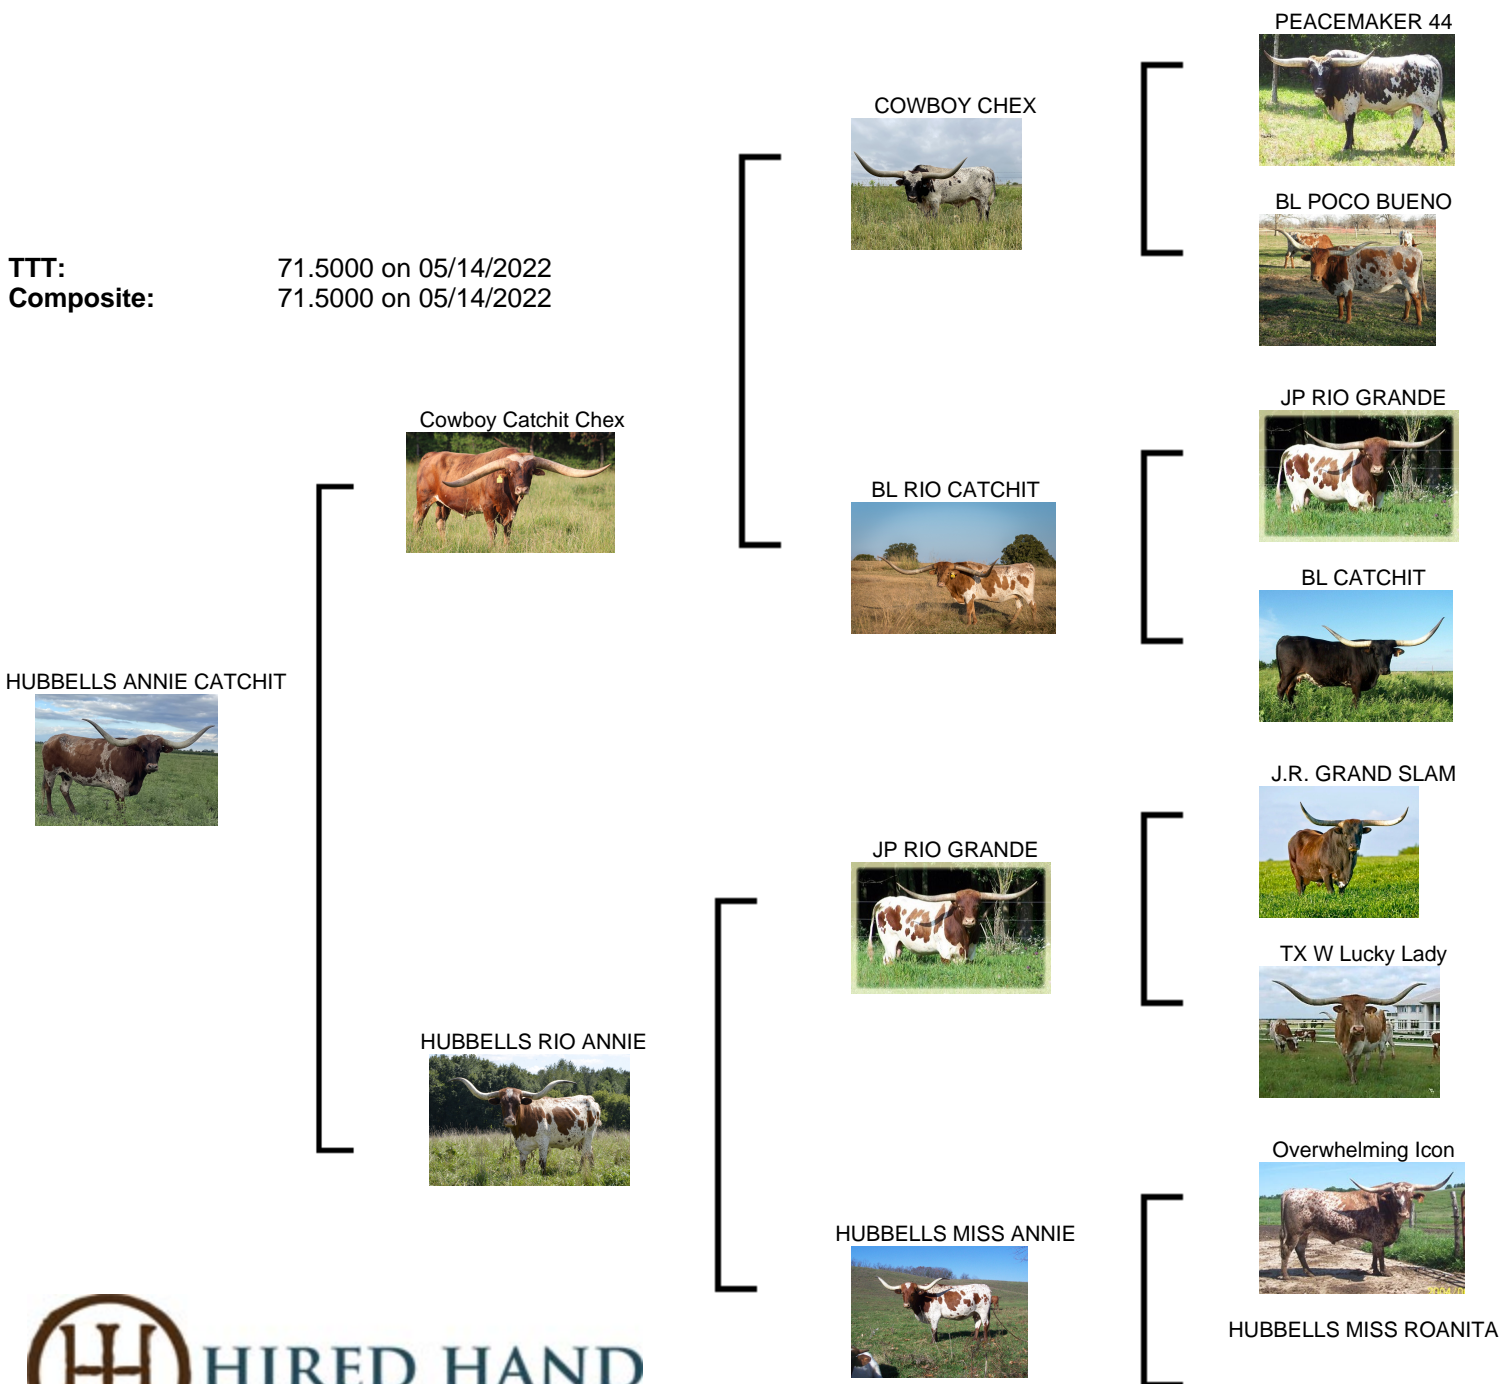 PEACEMAKER 44
COWBOY CHEX
BL POCO BUENO
TTT: 71.5000 on 05/14/2022
Composite: 71.5000 on 05/14/2022
JP RIO GRANDE
Cowboy Catchit Chex
BL RIO CATCHIT
BL CATCHIT
HUBBELLS ANNIE CATCHIT
J.R. GRAND SLAM
JP RIO GRANDE
TX W Lucky Lady
HUBBELLS RIO ANNIE
Overwhelming Icon
HUBBELLS MISS ANNIE
HUBBELLS MISS ROANITA
HIRED HAND